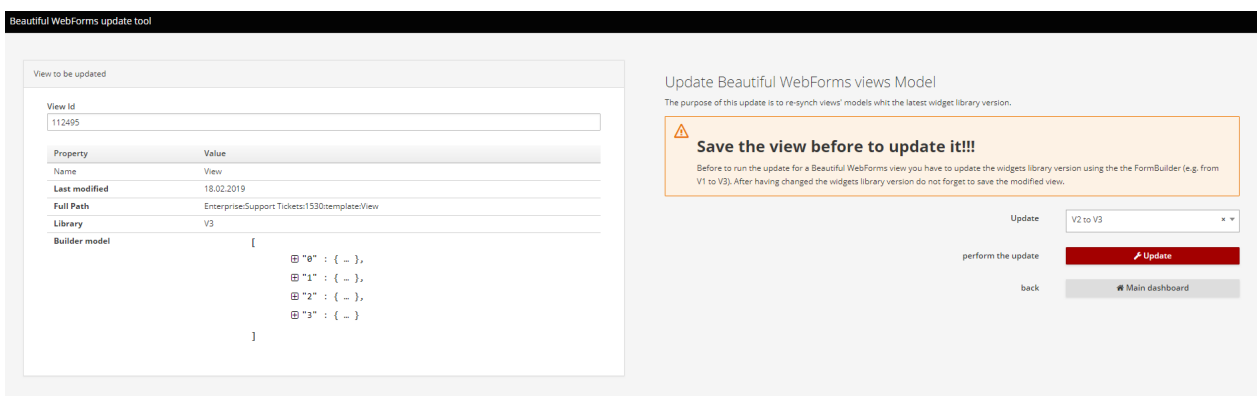 Beautiful WebForms update tool
View to be updated
View Id
112495
Property Value
Name View
Last modified 18.02.2019
Full Path Enterprise:Support Tickets:1530:template:View
Library V3
Builder model [
"0" : { … },
"1" : { … },
"2" : { … },
"3" : { … }
]
Update Beautiful WebForms views Model
The purpose of this update is to re-synch views' models whit the latest widget library version.
Save the view before to update it!!!
Before to run the update for a Beautiful WebForms view you have to update the widgets library version using the the FormBuilder (e.g. from
V1 to V3). After having changed the widgets library version do not forget to save the modified view.
Update V2 to V3 ×
perform the update Update
back Main dashboard